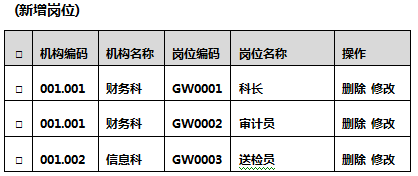 (新增岗位)
□ 机构编码 机构名称 岗位编码 岗位名称 操作
□ 001.001 财务科 GW0001 科长 删除 修改
□ 001.001 财务科 GW0002 审计员 删除 修改
□ 001.002 信息科 GW0003 送检员 删除 修改